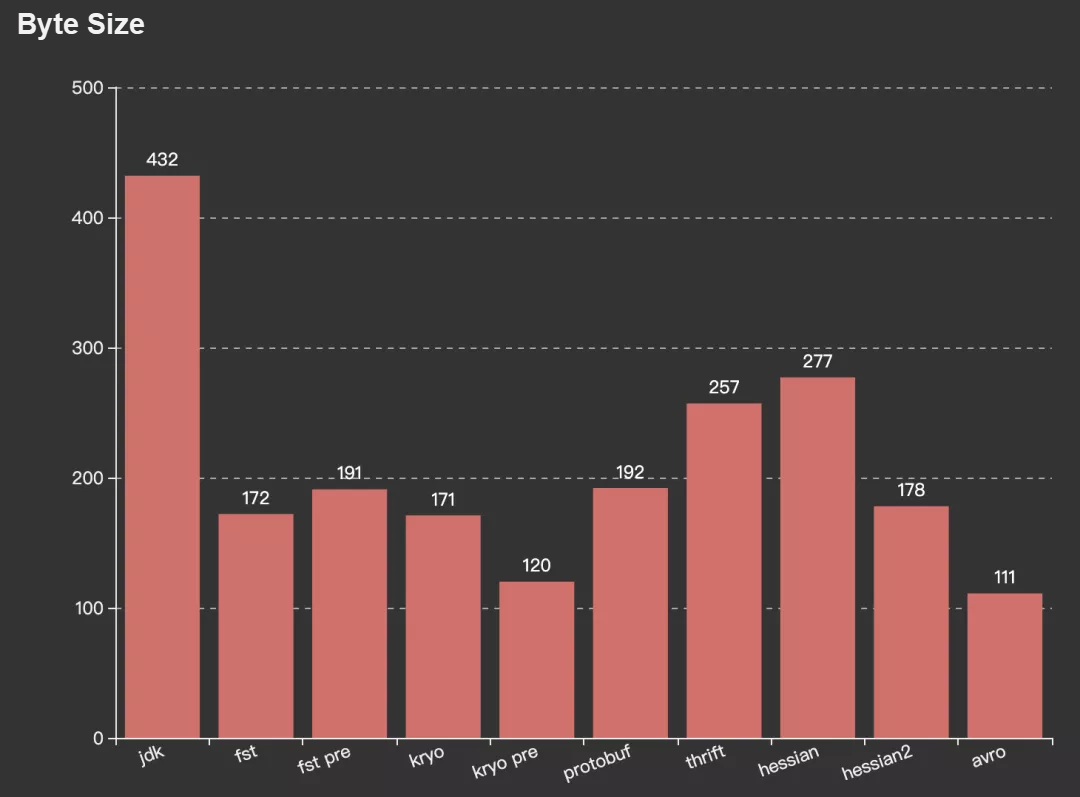 Byte Size
500
400
300
200
100
0
432
172
191
171
120
192
257
277
178
111
jdk
fst
fst pre
kryo
kryo pre
protobuf
thrift
hessian
hessian2
avro